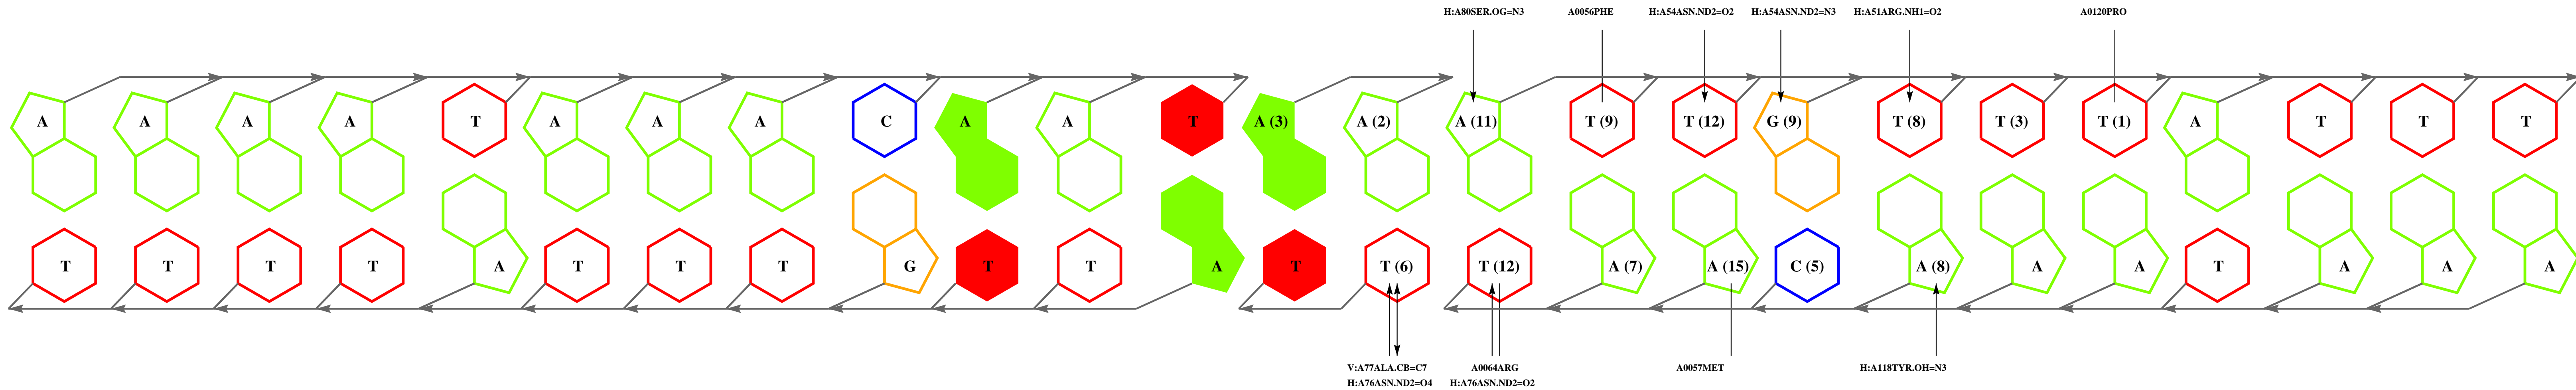 H:A80SER.OG=N3 A0056PHE H:A54ASN.ND2=O2 H:A54ASN.ND2=N3 H:A51ARG.NH1=O2 A0120PRO
A A A A T A A A C A A T A (3) A (2) A (11) T (9) T (12) G (9) T (8) T (3) T (1) A T T T
T T T T A T T T G T T A T T (6) T (12) A (7) A (15) C (5) A (8) A A T A A A
V:A77ALA.CB=C7 A0064ARG A0057MET H:A118TYR.OH=N3
H:A76ASN.ND2=O4 H:A76ASN.ND2=O2